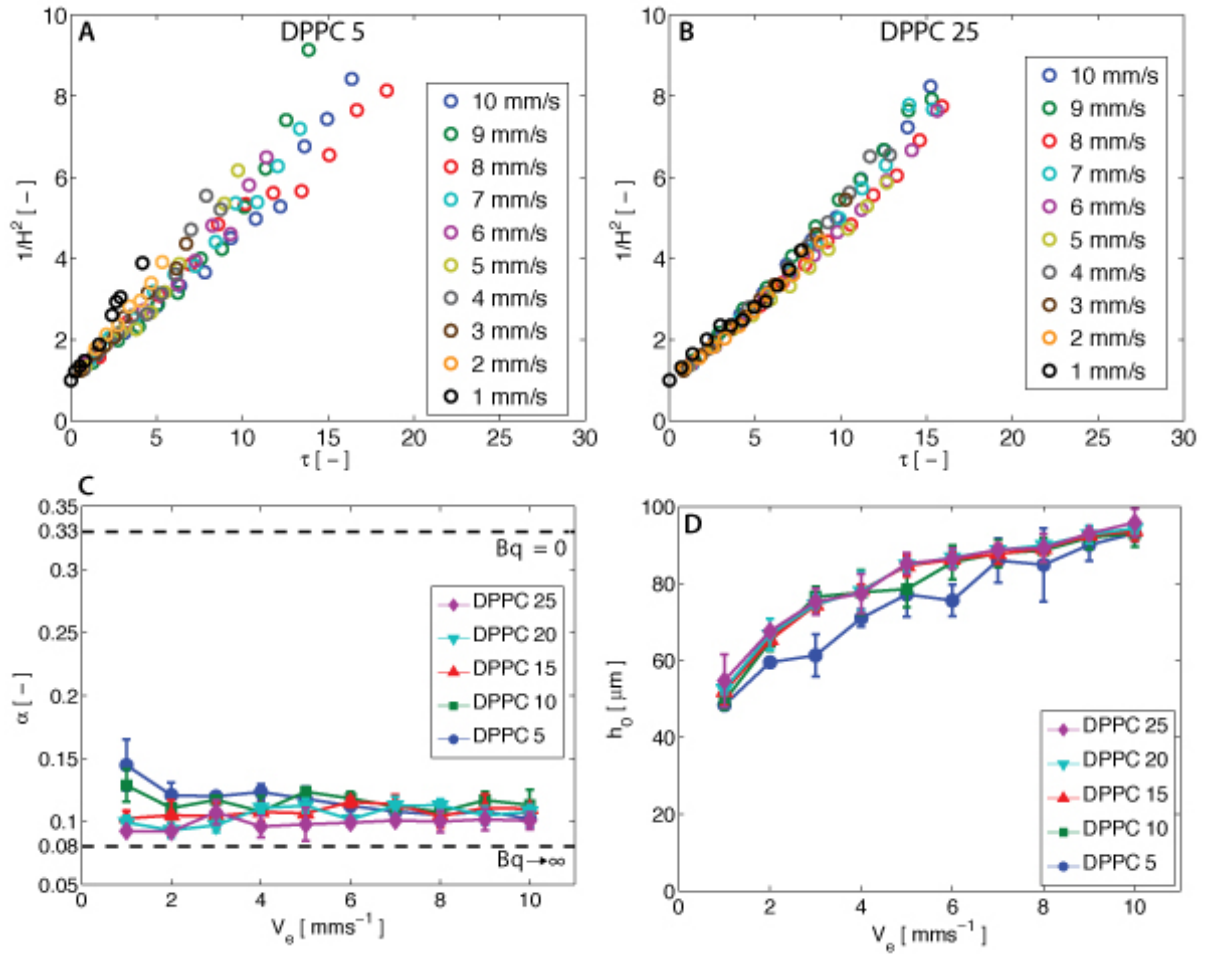 A DPPC 5
10
8
6
4
2
0
1/H² [ – ]
0 5 10 15 20 25 30
τ [ – ]
10 mm/s
9 mm/s
8 mm/s
7 mm/s
6 mm/s
5 mm/s
4 mm/s
3 mm/s
2 mm/s
1 mm/s
B DPPC 25
10
8
6
4
2
0
1/H² [ – ]
0 5 10 15 20 25 30
τ [ – ]
10 mm/s
9 mm/s
8 mm/s
7 mm/s
6 mm/s
5 mm/s
4 mm/s
3 mm/s
2 mm/s
1 mm/s
C
0.35
0.33
0.3
0.25
0.2
0.15
0.1
0.08
0.05
α [ – ]
Bq = 0
DPPC 25
DPPC 20
DPPC 15
DPPC 10
DPPC 5
Bq→∞
0 2 4 6 8 10
Vₑ [ mms⁻¹ ]
D
100
80
60
40
20
0
h₀ [ μm ]
DPPC 25
DPPC 20
DPPC 15
DPPC 10
DPPC 5
0 2 4 6 8 10
Vₑ [ mms⁻¹ ]